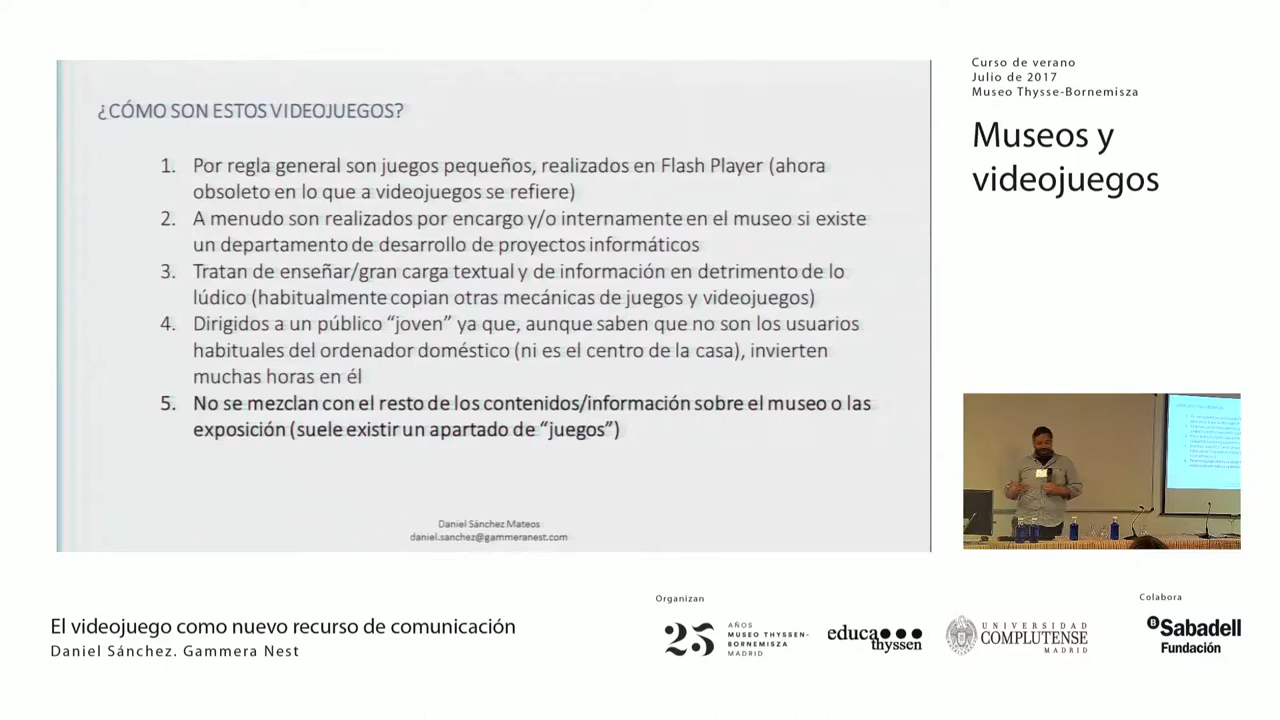 ¿CÓMO SON ESTOS VIDEOJUEGOS?
1. Por regla general son juegos pequeños, realizados en Flash Player (ahora
obsoleto en lo que a videojuegos se refiere)
2. A menudo son realizados por encargo y/o internamente en el museo si existe
un departamento de desarrollo de proyectos informáticos
3. Tratan de enseñar/gran carga textual y de información en detrimento de lo
lúdico (habitualmente copian otras mecánicas de juegos y videojuegos)
4. Dirigidos a un público “joven” ya que, aunque saben que no son los usuarios
habituales del ordenador doméstico (ni es el centro de la casa), invierten
muchas horas en él
5. No se mezclan con el resto de los contenidos/información sobre el museo o las
exposición (suele existir un apartado de “juegos”)
Daniel Sánchez Mateos
daniel.sanchez@gammeranest.com
Curso de verano
Julio de 2017
Museo Thysse-Bornemisza
Museos y
videojuegos
El videojuego como nuevo recurso de comunicación
Daniel Sánchez. Gammera Nest
Organizan
25 AÑOS
MUSEO THYSSEN-
BORNEMISZA
MADRID
educa
thyssen
UNIVERSIDAD
COMPLUTENSE
MADRID
Colabora
B Sabadell
Fundación